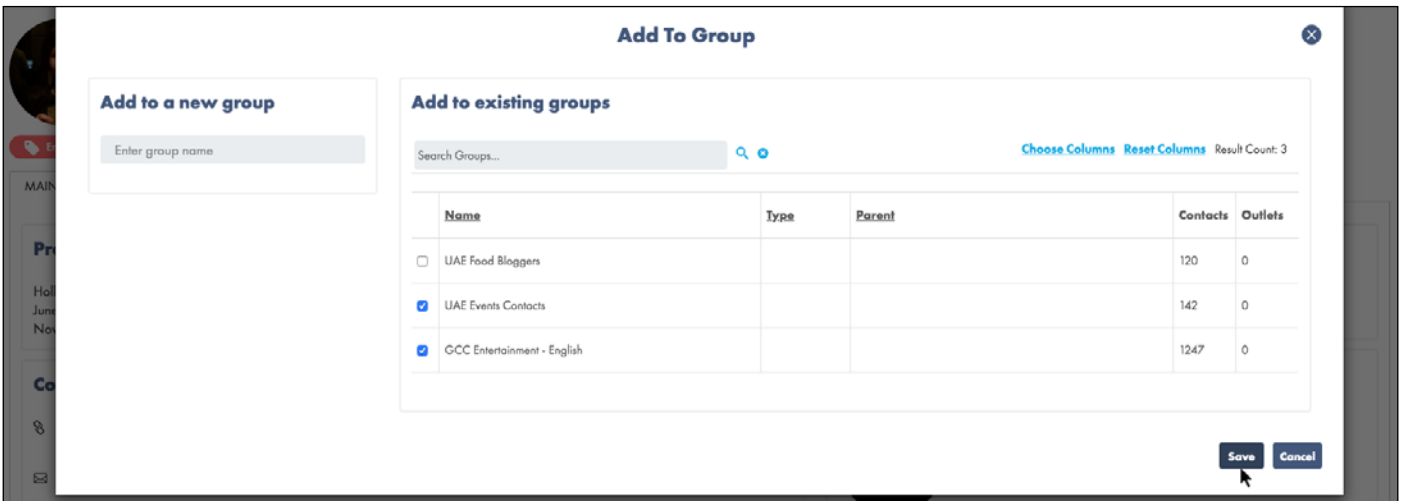 Add To Group
Add to a new group
Enter group name
Add to existing groups
Search Groups...
Choose Columns Reset Columns Result Count: 3
Name Type Parent Contacts Outlets
UAE Food Bloggers 120 0
UAE Events Contacts 142 0
GCC Entertainment - English 1247 0
Save Cancel
MAIN